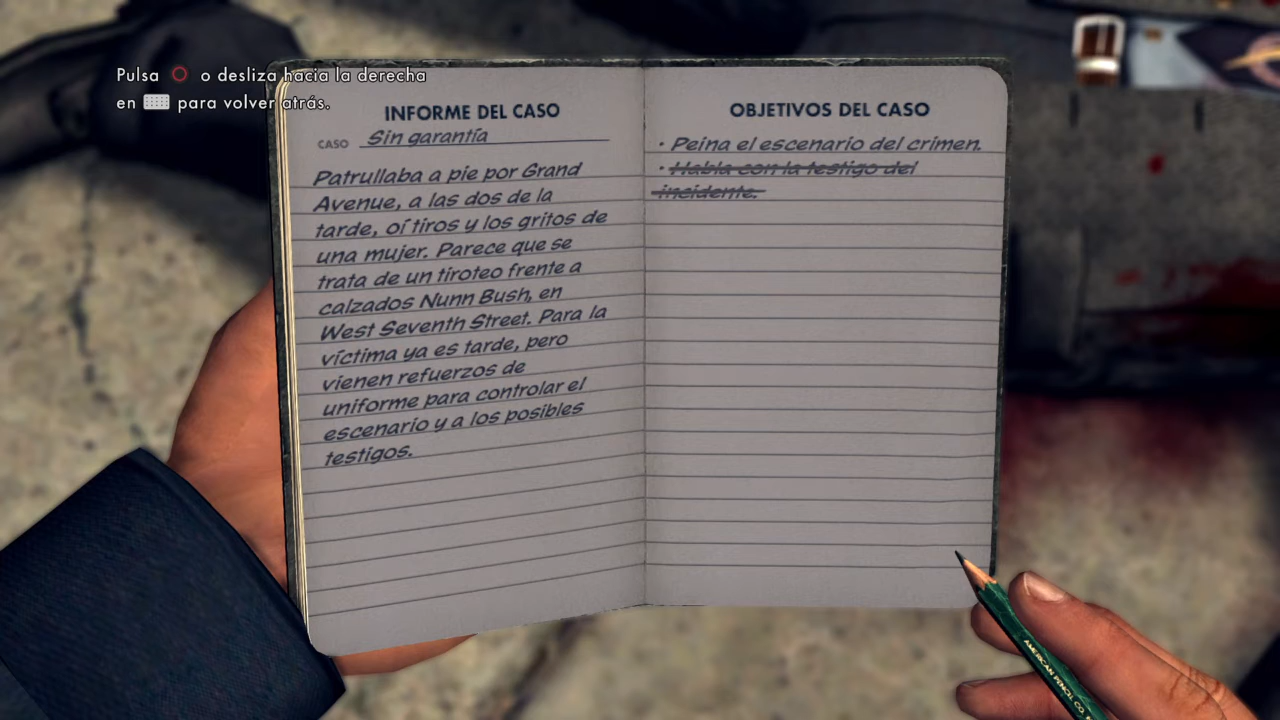 Pulsa o desliza hacia la derecha
en para volver atrás.
INFORME DEL CASO
CASO Sin garantía
Patrullaba a pie por Grand
Avenue, a las dos de la
tarde, oí tiros y los gritos de
una mujer. Parece que se
trata de un tiroteo frente a
calzados Nunn Bush, en
West Seventh Street. Para la
víctima ya es tarde, pero
vienen refuerzos de
uniforme para controlar el
escenario y a los posibles
testigos.
OBJETIVOS DEL CASO
· Peina el escenario del crimen.
· Habla con la testigo del
incidente.
AMERICAN PENCIL CO.